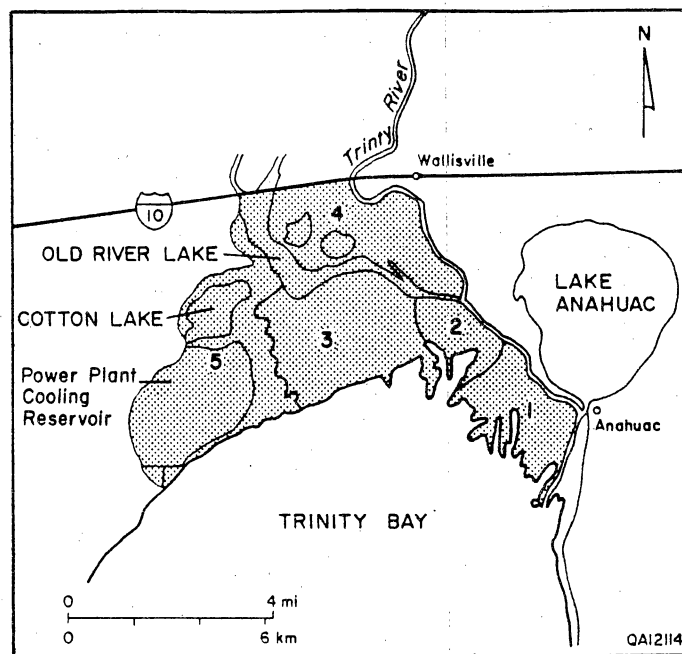 N
Trinty River
Wallisville
10
4
OLD RIVER LAKE
LAKE
ANAHUAC
COTTON LAKE
2
3
5
Power Plant
Cooling
Reservoir
1
Anahuac
TRINITY BAY
0 4 mi
0 6 km
QA12114